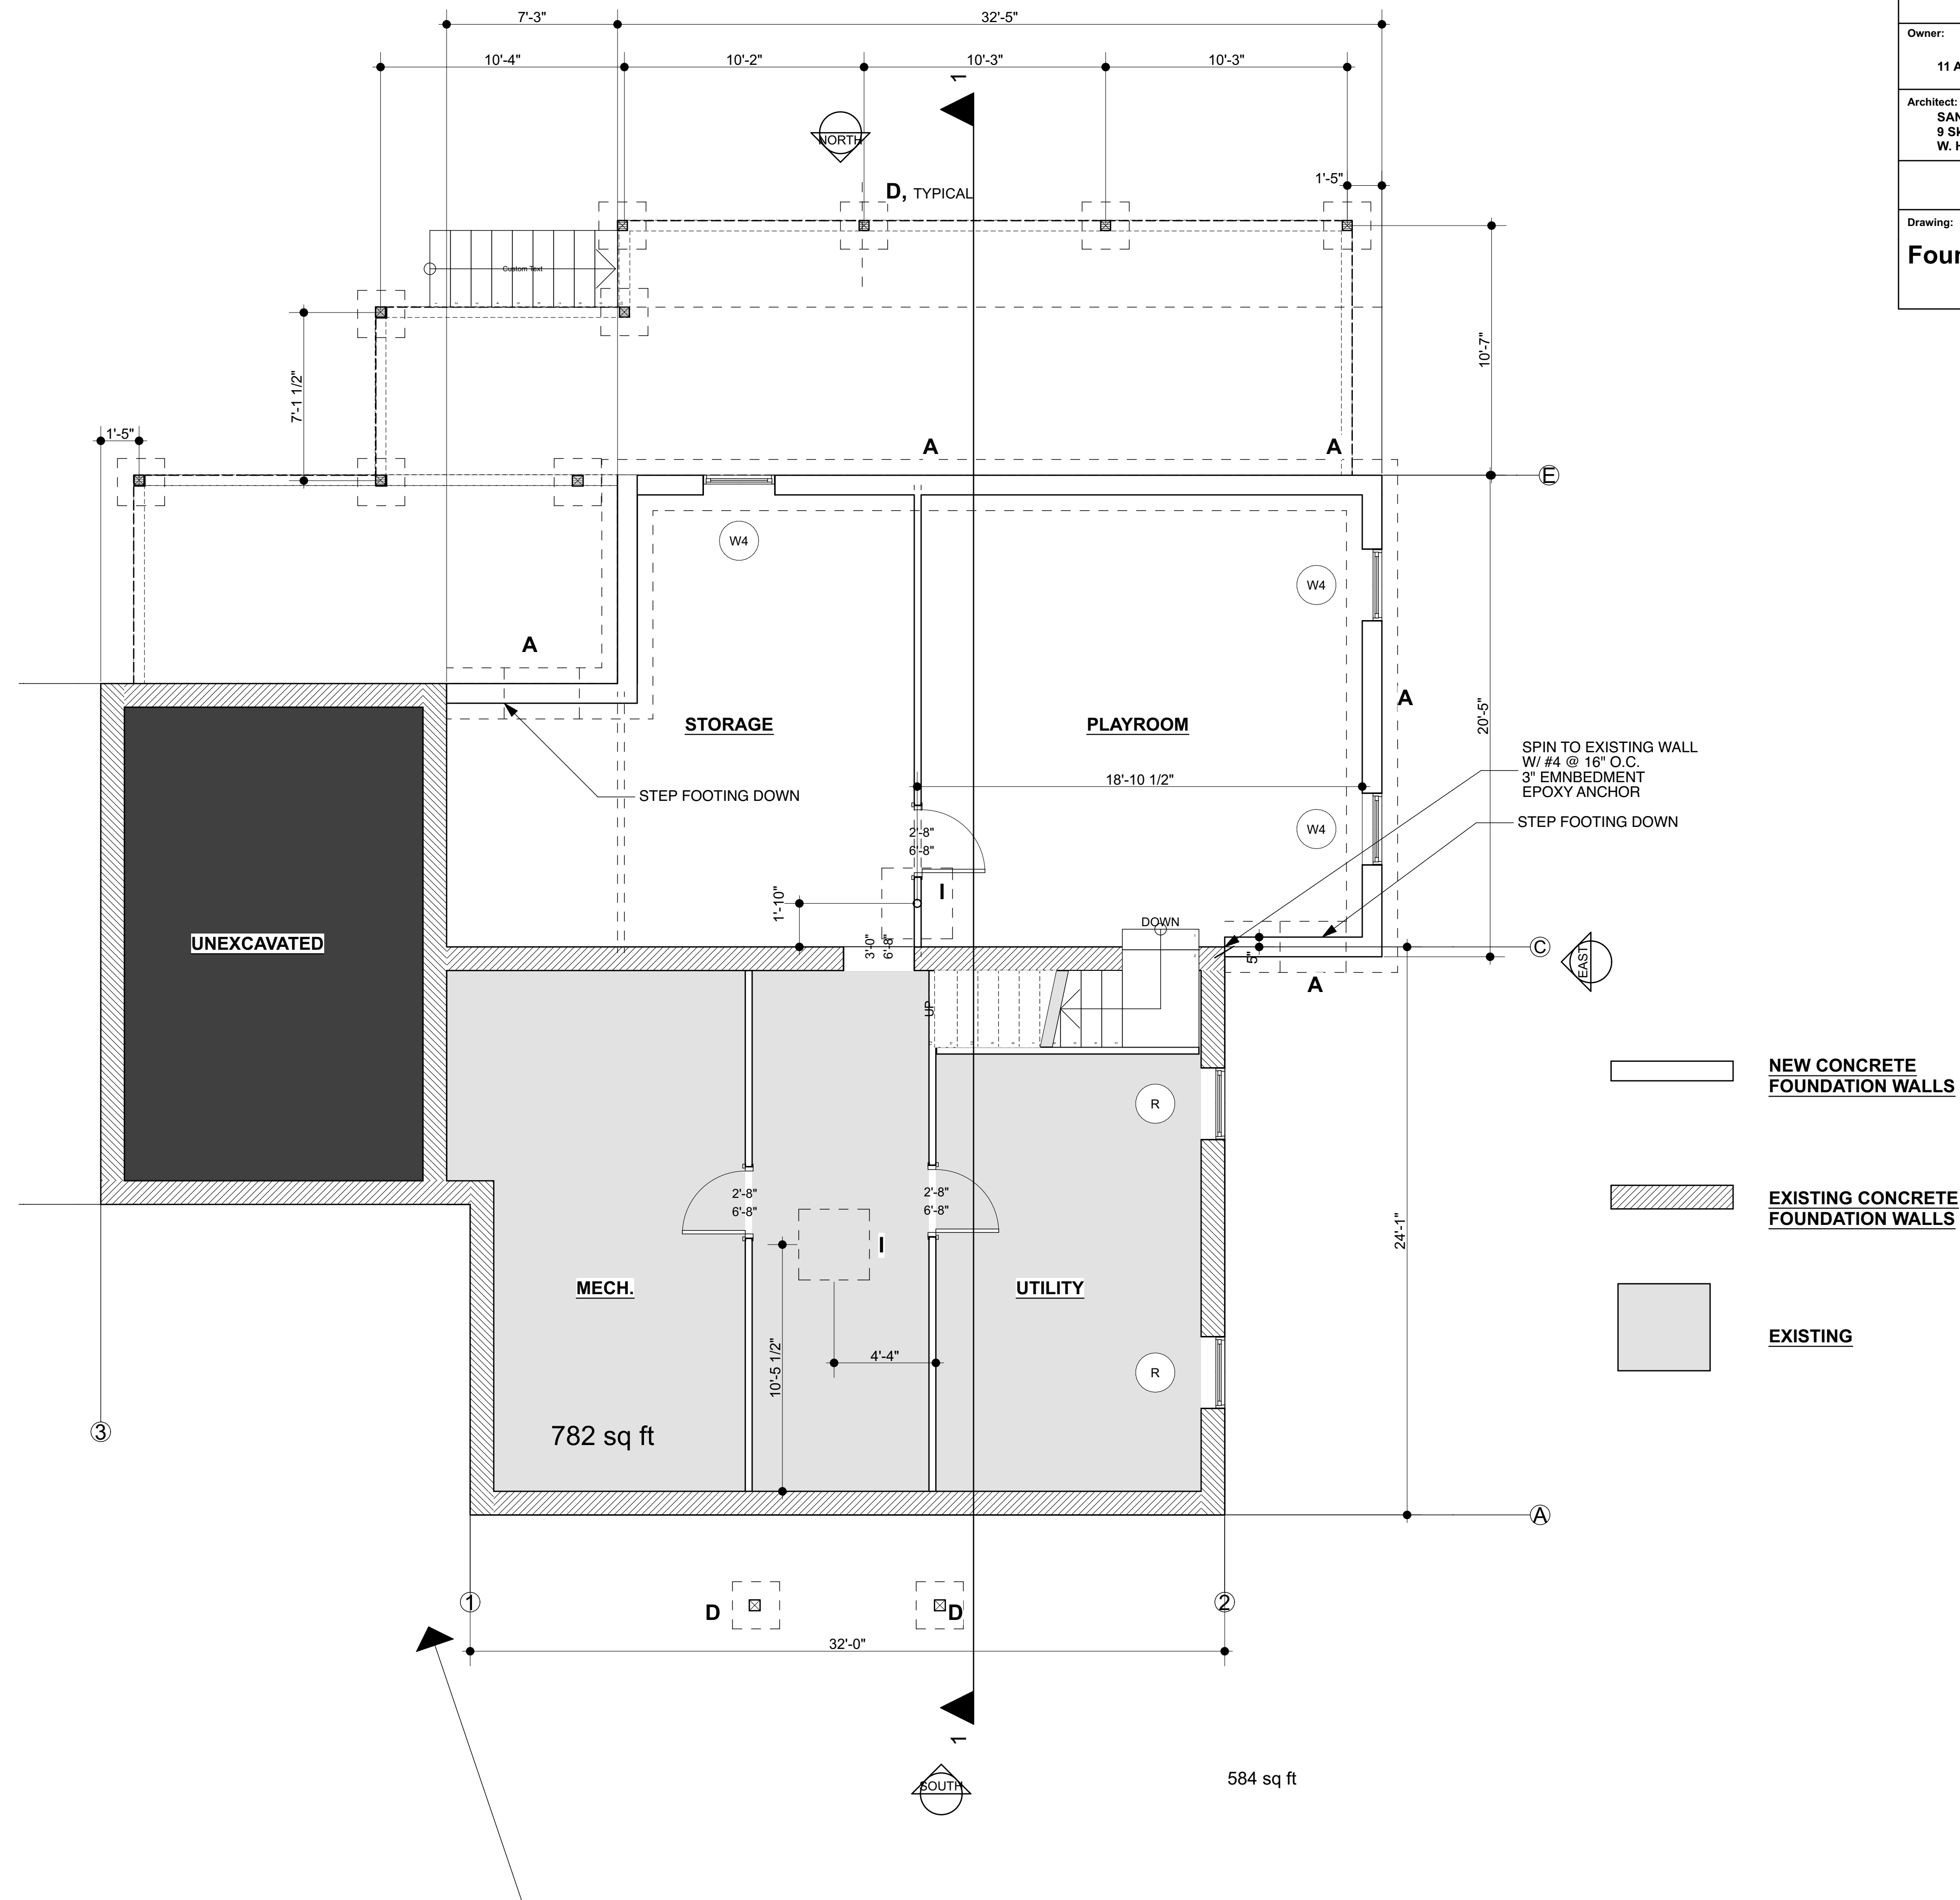 7'-3"
32'-5"
10'-4"
10'-2"
10'-3"
10'-3"
1
NORTH
D, TYPICAL
1'-5"
Custom Text
7'-1 1/2"
10'-7"
1'-5"
A
A
E
W4
W4
A
A
STORAGE
PLAYROOM
20'-5"
SPIN TO EXISTING WALL
W/ #4 @ 16" O.C.
3" EMNBEDMENT
EPOXY ANCHOR
STEP FOOTING DOWN
18'-10 1/2"
STEP FOOTING DOWN
2'-8"
6'-8"
W4
I
1'-10"
DOWN
UNEXCAVATED
3'-0"
6'-8"
5"
C
EAST
A
UP
R
NEW CONCRETE
FOUNDATION WALLS
2'-8"
6'-8"
2'-8"
6'-8"
EXISTING CONCRETE
FOUNDATION WALLS
I
24'-1"
MECH.
UTILITY
EXISTING
10'-5 1/2"
4'-4"
R
782 sq ft
3
A
1
D
D
2
32'-0"
1
SOUTH
584 sq ft
Owner:
11 A
Architect:
SAN
9 Sk
W. H
Drawing:
Foun